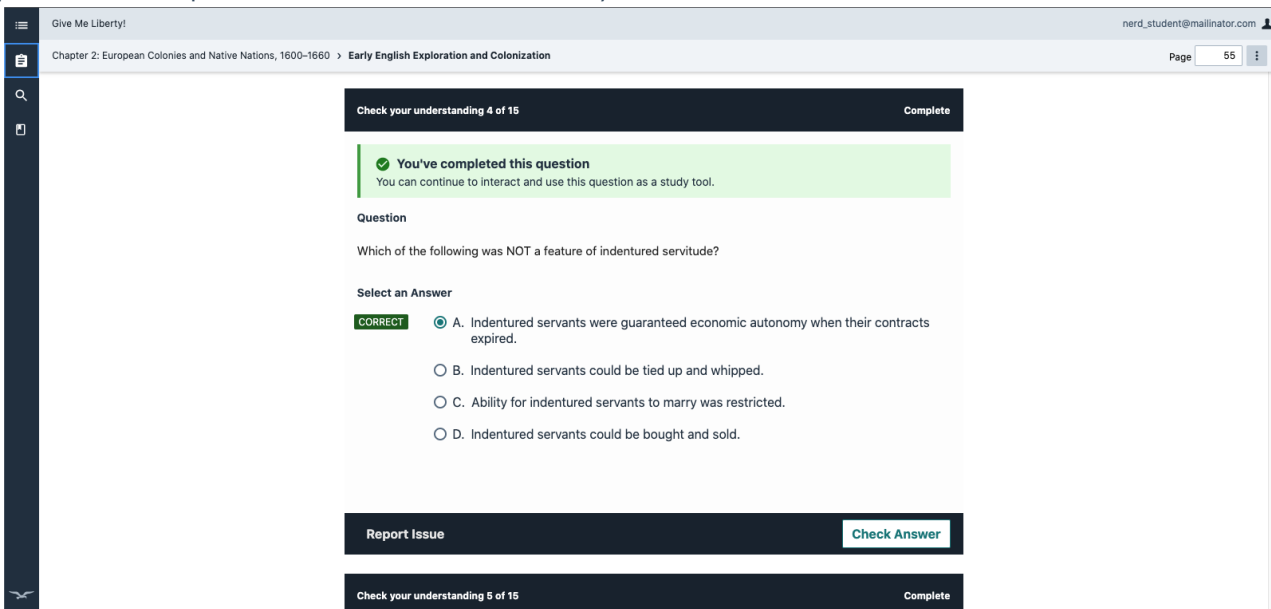 Give Me Liberty!
nerd_student@mailinator.com
Chapter 2: European Colonies and Native Nations, 1600–1660 > Early English Exploration and Colonization
Page 55
Check your understanding 4 of 15
Complete
You've completed this question
You can continue to interact and use this question as a study tool.
Question
Which of the following was NOT a feature of indentured servitude?
Select an Answer
CORRECT
A. Indentured servants were guaranteed economic autonomy when their contracts
expired.
B. Indentured servants could be tied up and whipped.
C. Ability for indentured servants to marry was restricted.
D. Indentured servants could be bought and sold.
Report Issue
Check Answer
Check your understanding 5 of 15
Complete